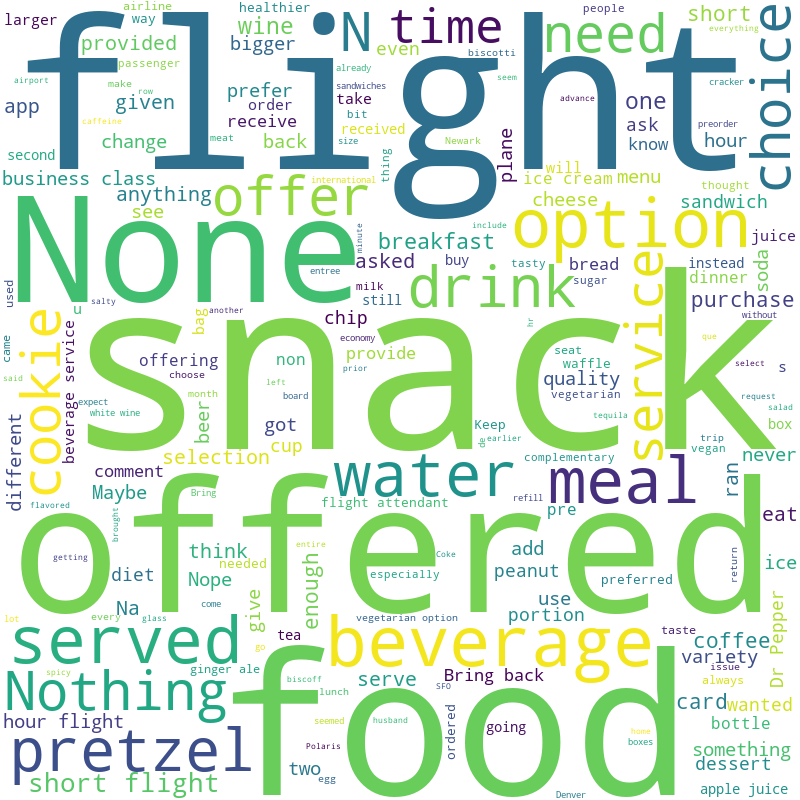 larger
airline
way
healthier
wine
N
time
need
people
short
everything
choice
provided
bigger
even
biscotti
passenger
flight
airport
make
row
prefer
already
seem
cracker
app
given
order
sandwiches
take
advance
one
caffeine
meat
receive
bit
ask
preorder
change
back
received
size
Newark
plane
know
hour
second
thing
will
business class
anything
international
ice cream
menu
thought
see
offer
cheese
sandwich
None
include
option
juice
breakfast
minute
asked
buy
tasty
bread
instead
entree
dinner
soda
used
milk
still
drink
sugar
service
purchase
salty
another
u
bag
chip
without
came
cookie
beverage service
offering
economy
provide
hr
que
s
snack
non
seat
waffle
said
choose
prior
quality
select
expect
month
left
vegetarian
request
white wine
board
beer
tequila
salad
different
got
Keep
box
cup
de
earlier
trip
vegan
selection
complementary
never
comment
water
meal
ran
Maybe
Bring
flight attendant
refill
pre
eat
flavored
brought
offered
think
entire
Coke
add
return
getting
needed
ice
diet
Nope
especially
peanut
preferred
enough
use
Na
come
give
portion
lot
every
glass
vegetarian option
served
tea
beverage
taste
coffee
Dr Pepper
go
issue
variety
spicy
ginger ale
biscoff
serve
Bring back
always
Nothing
lunch
SFO
card
wanted
hour flight
seemed
husband
food
ordered
going
home
bottle
pretzel
Polaris
boxes
something
two
dessert
short flight
egg
Denver
apple juice